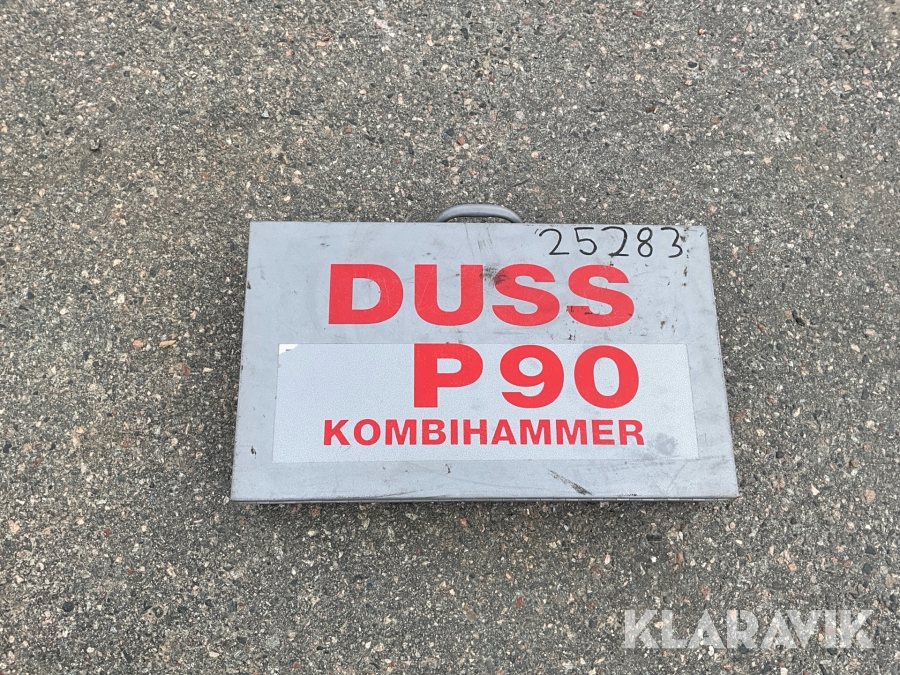 25283
DUSS
P90
KOMBIHAMMER
KLARAVIK